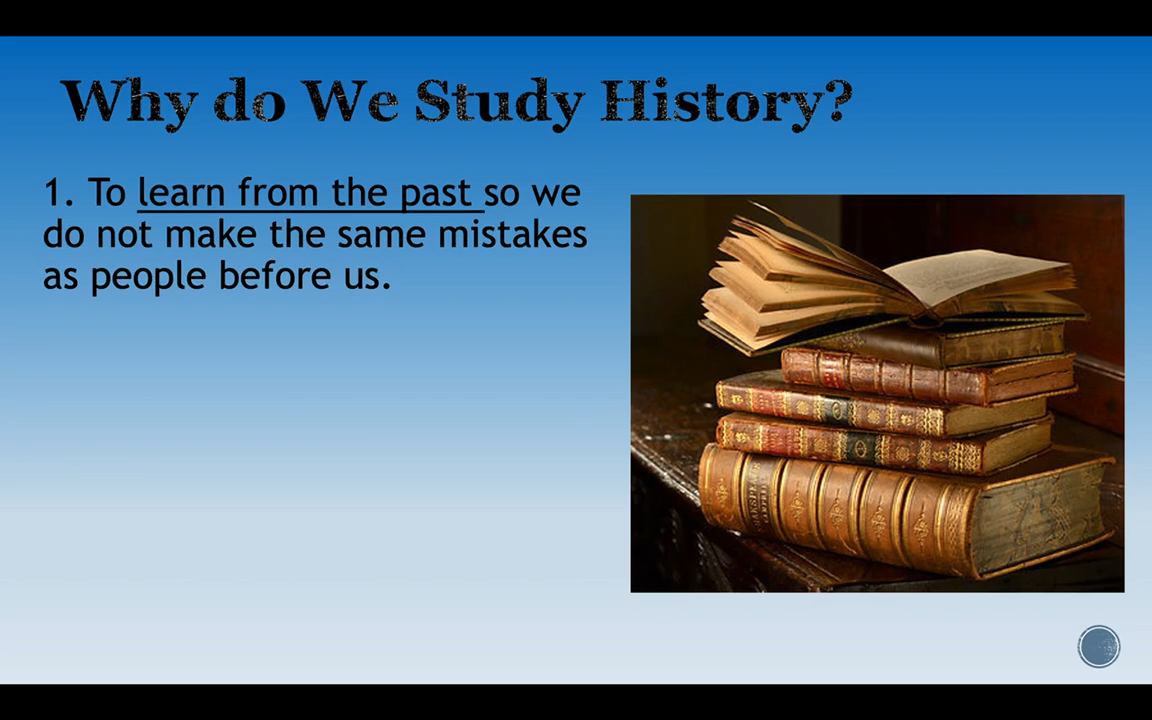 Why do We Study History?
1. To learn from the past so we
do not make the same mistakes
as people before us.